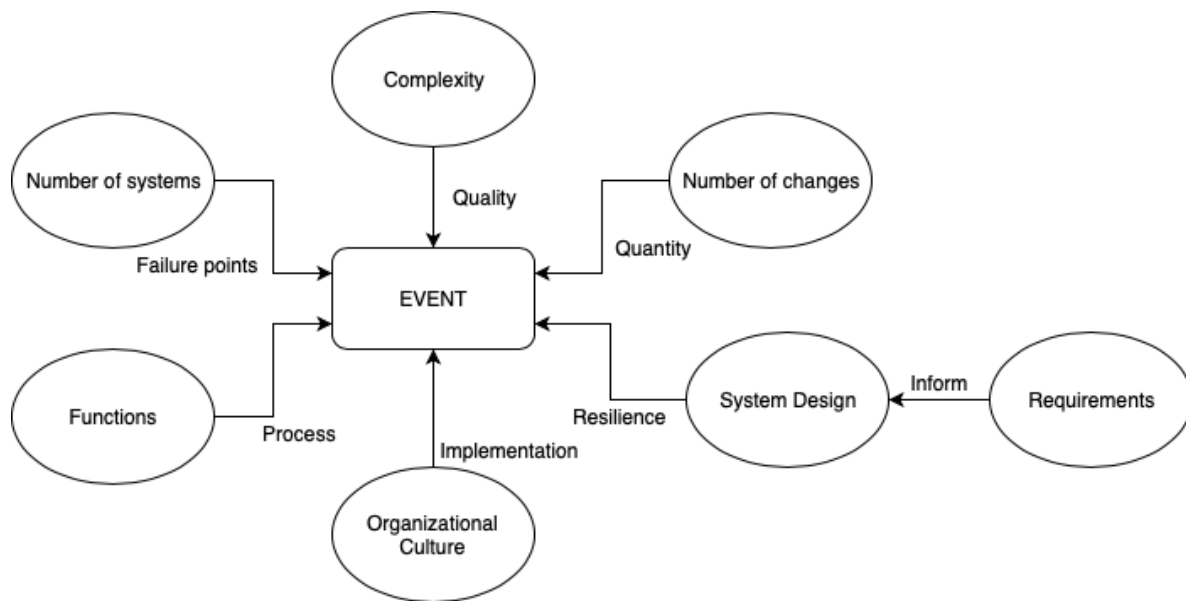 Complexity
Number of systems
Number of changes
Quality
Failure points
Quantity
EVENT
Functions
Process
System Design
Resilience
Inform
Requirements
Implementation
Organizational
Culture